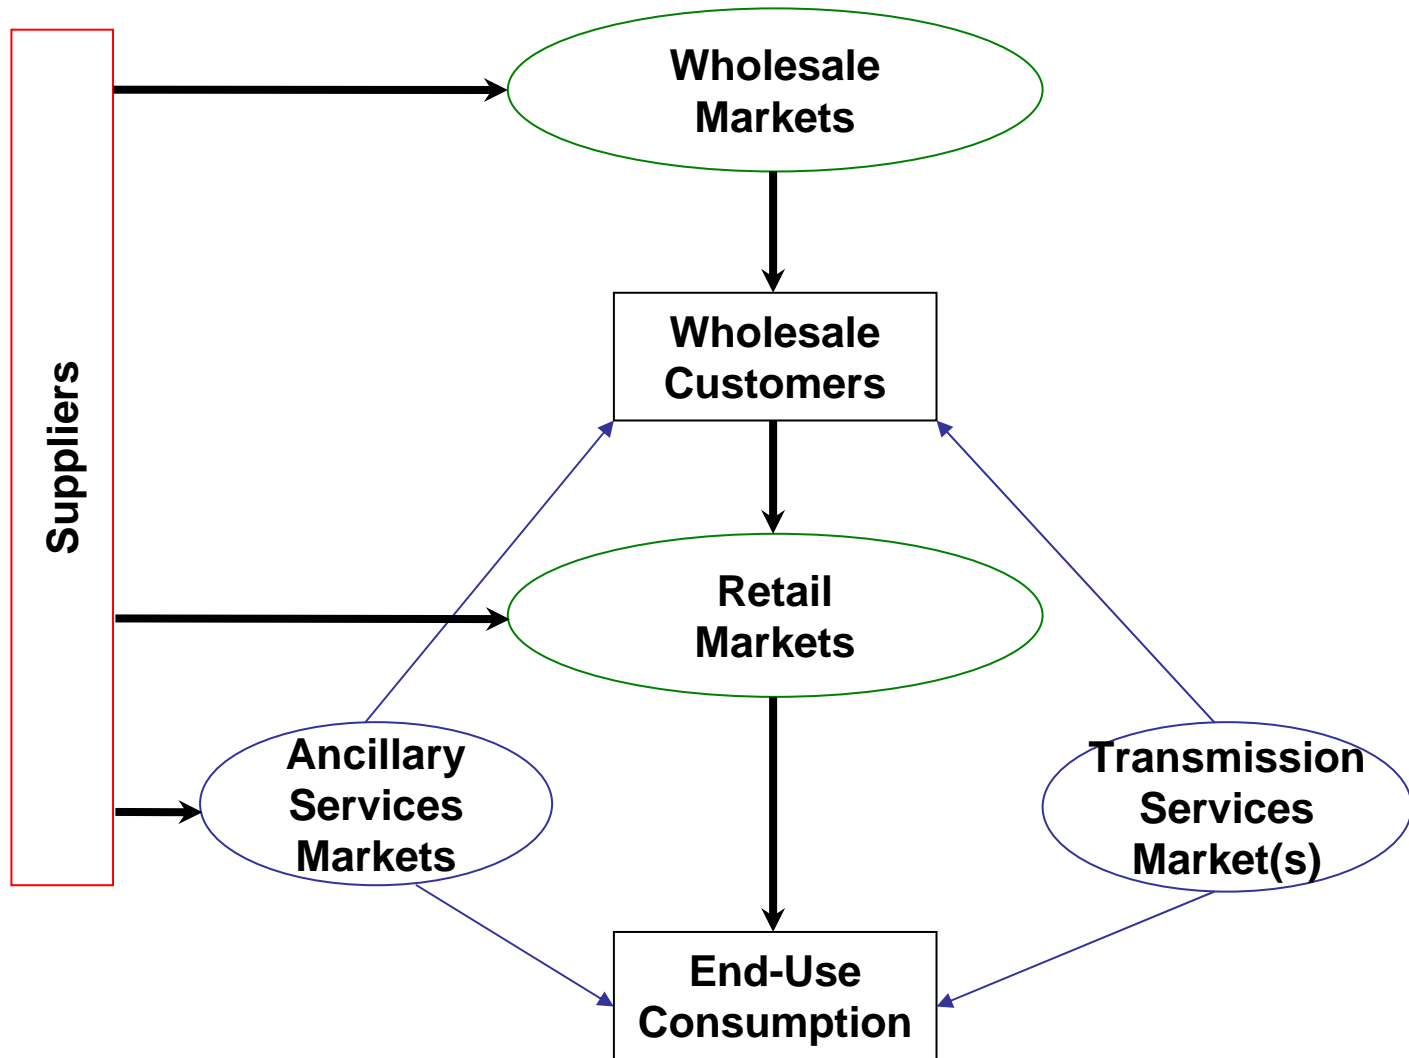 Wholesale
Markets
Wholesale
Customers
Suppliers
Retail
Markets
Ancillary
Services
Markets
Transmission
Services
Market(s)
End-Use
Consumption